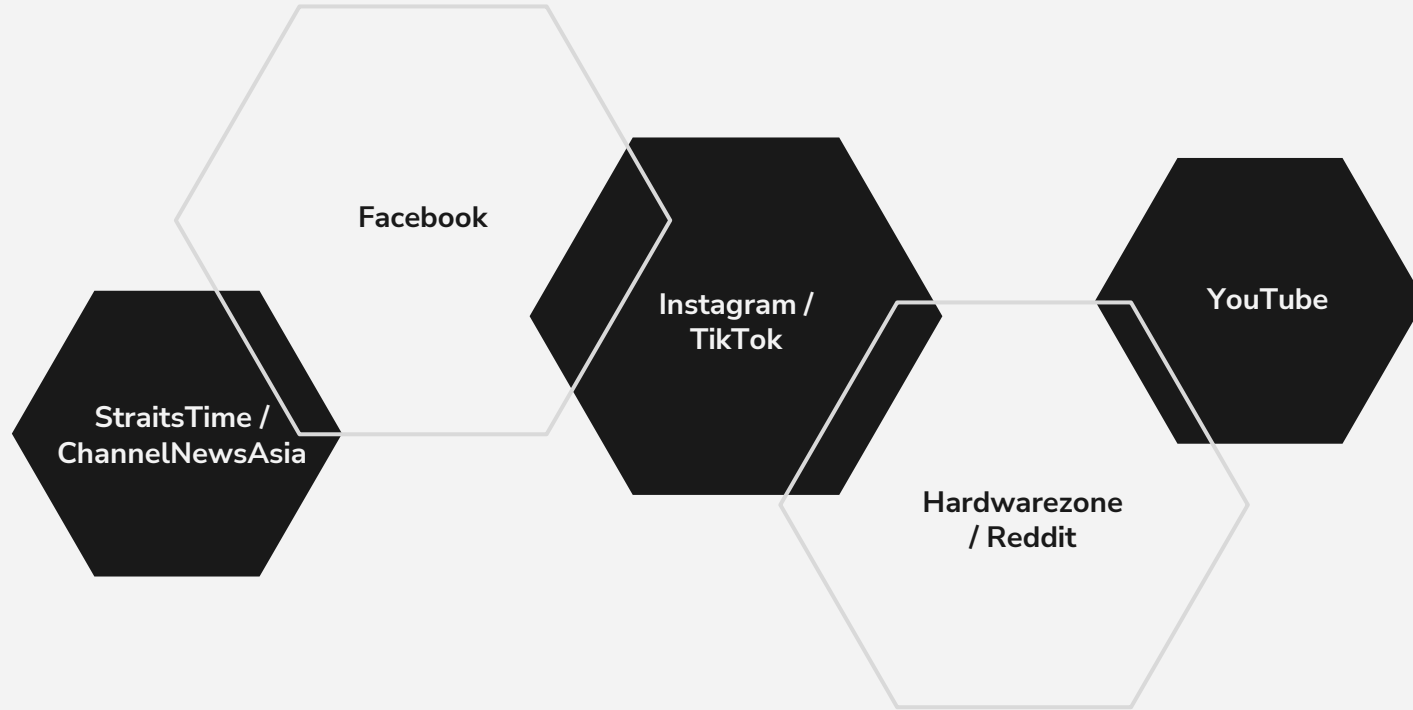 Facebook
Instagram /
TikTok
YouTube
StraitsTime /
ChannelNewsAsia
Hardwarezone
/ Reddit